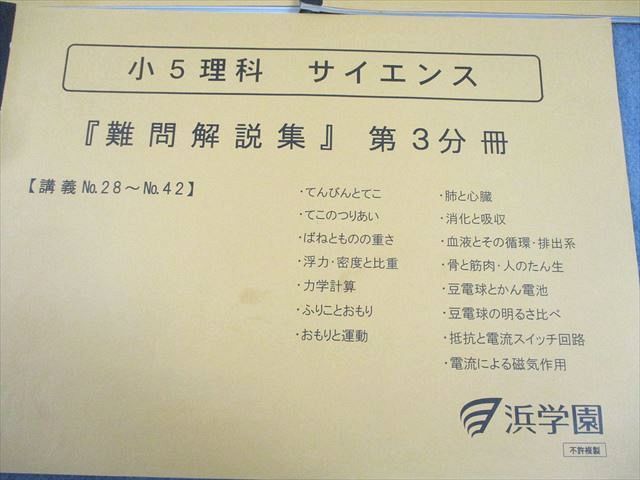 小5理科 サイエンス
『難問解説集』 第3分冊
【講義No.28～No.42】
・てんびんとてこ
・てこのつりあい
・ばねとものの重さ
・浮力・密度と比重
・力学計算
・ふりことおもり
・おもりと運動
・肺と心臓
・消化と吸収
・血液とその循環・排出系
・骨と筋肉・人のたん生
・豆電球とかん電池
・豆電球の明るさ比べ
・抵抗と電流スイッチ回路
・電流による磁気作用
浜学園
不許複製